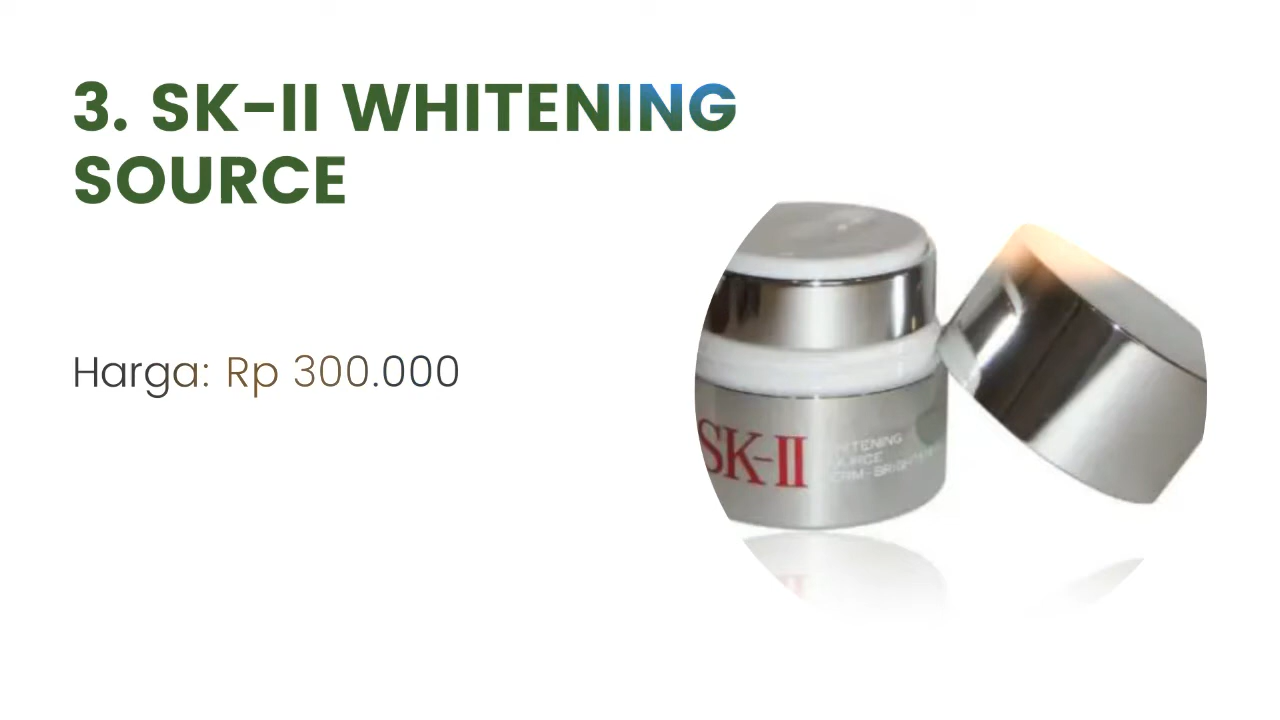 3. SK-II WHITENING
SOURCE
Harga: Rp 300.000
SK-II